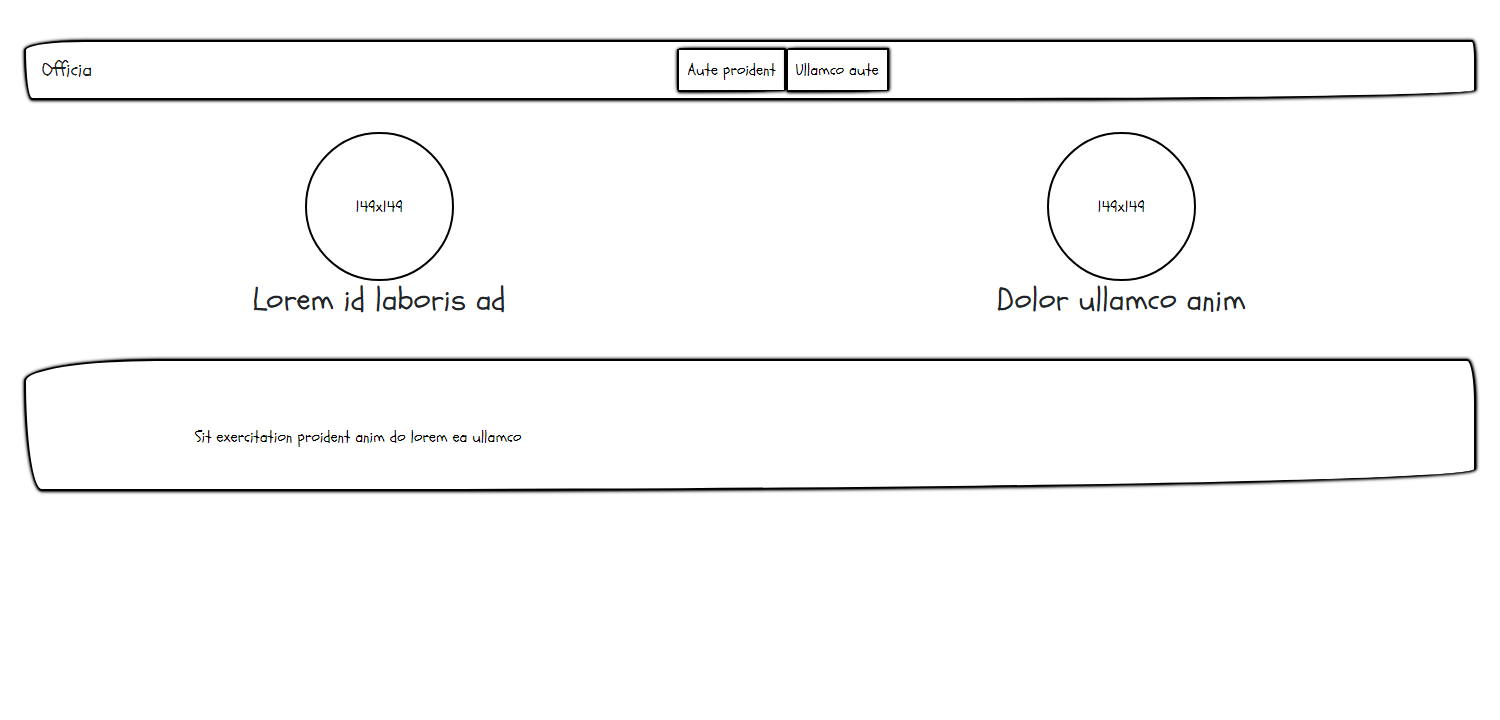 Officia
Aute proident
Ullamco aute
149x149
149x149
Lorem id laboris ad
Dolor ullamco anim
Sit exercitation proident anim do lorem ea ullamco